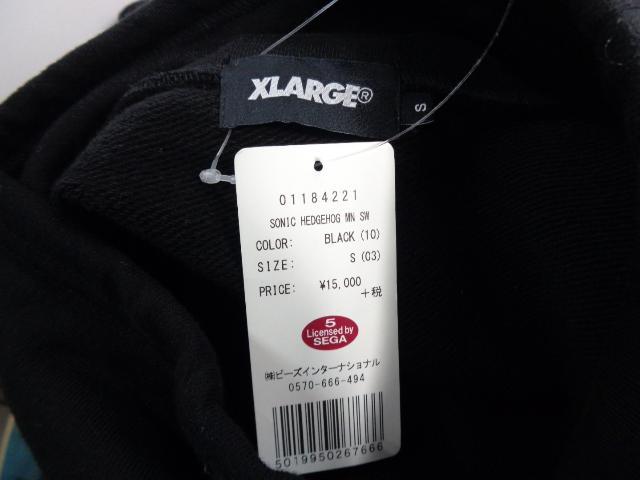 XLARGE®
S
01184221
SONIC HEDGEHOG MN SW
COLOR: BLACK (10)
SIZE: S (03)
PRICE: ¥15,000
+税
5
Licensed by
SEGA
㈱ビーズインターナショナル
0570-666-494
5019950267666